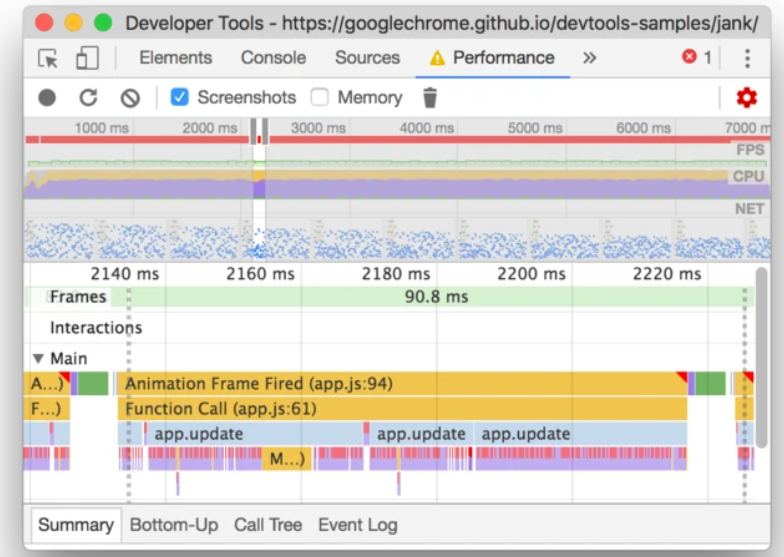 Developer Tools - https://googlechrome.github.io/devtools-samples/jank/
Elements Console Sources Performance » 1
Screenshots Memory
1000 ms 2000 ms 3000 ms 4000 ms 5000 ms 6000 ms 7000 m
FPS
CPU
NET
2140 ms 2160 ms 2180 ms 2200 ms 2220 ms
Frames 90.8 ms
Interactions
Main
A...) Animation Frame Fired (app.js:94)
F...) Function Call (app.js:61)
app.update app.update app.update
M...)
Summary Bottom-Up Call Tree Event Log